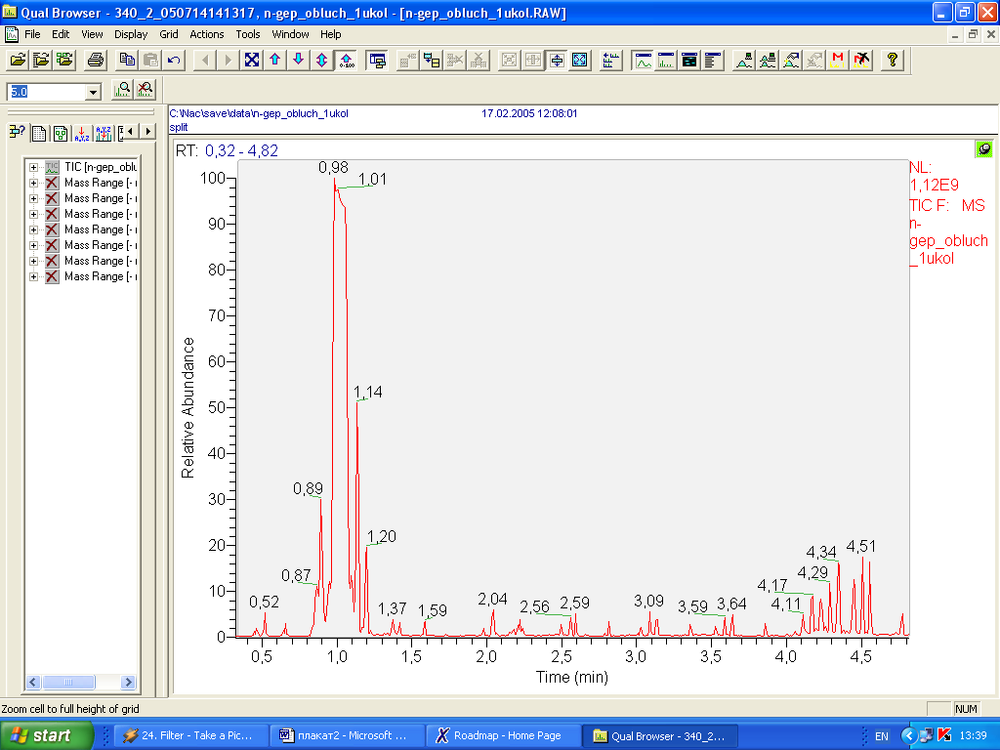 Qual Browser - 340_2_050714141317, n-gep_obluch_1ukol - [n-gep_obluch_1ukol.RAW]
File Edit View Display Grid Actions Tools Window Help
5.0
C:\Nac\save\data\n-gep_obluch_1ukol 17.02.2005 12:08:01
split
TIC [n-gep_oblu
Mass Range [-
Mass Range [-
Mass Range [-
Mass Range [-
Mass Range [-
Mass Range [-
Mass Range [-
RT: 0,32 - 4,82
NL:
1,12E9
TIC F: MS
n-
gep_obluch
_1ukol
0,98
1,01
1,14
0,89
1,20
0,87
0,52
1,37
1,59
2,04
2,56
2,59
3,09
3,59
3,64
4,11
4,17
4,29
4,34
4,51
100
90
80
70
60
50
40
30
20
10
0
Relative Abundance
0,5 1,0 1,5 2,0 2,5 3,0 3,5 4,0 4,5
Time (min)
Zoom cell to full height of grid NUM
start 24. Filter - Take a Pic... плакат2 - Microsoft ... Roadmap - Home Page Qual Browser - 340_2... EN 13:39